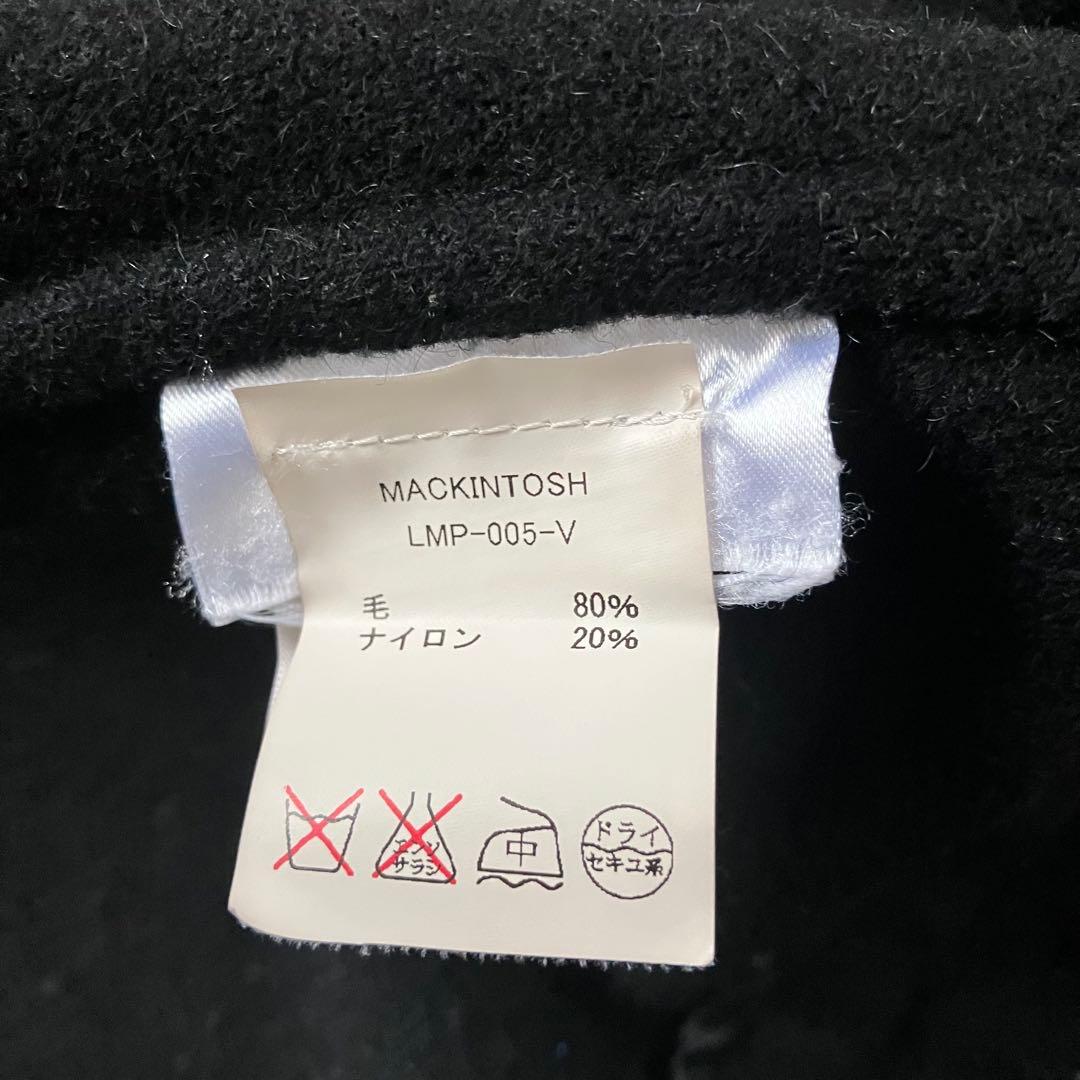 MACKINTOSH
LMP-005-V
毛 80%
ナイロン 20%
エンソ
サラシ
中
ドライ
セキユ系